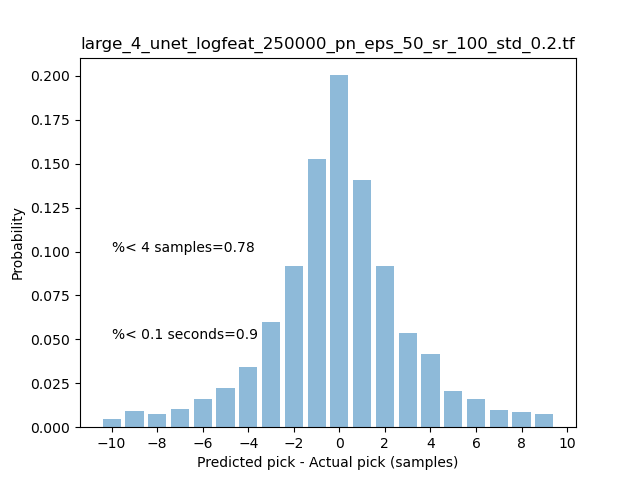 large_4_unet_logfeat_250000_pn_eps_50_sr_100_std_0.2.tf
0.200
0.175
0.150
0.125
0.100
0.075
0.050
0.025
0.000
Probability
%< 4 samples=0.78
%< 0.1 seconds=0.9
−10 −8 −6 −4 −2 0 2 4 6 8 10
Predicted pick - Actual pick (samples)